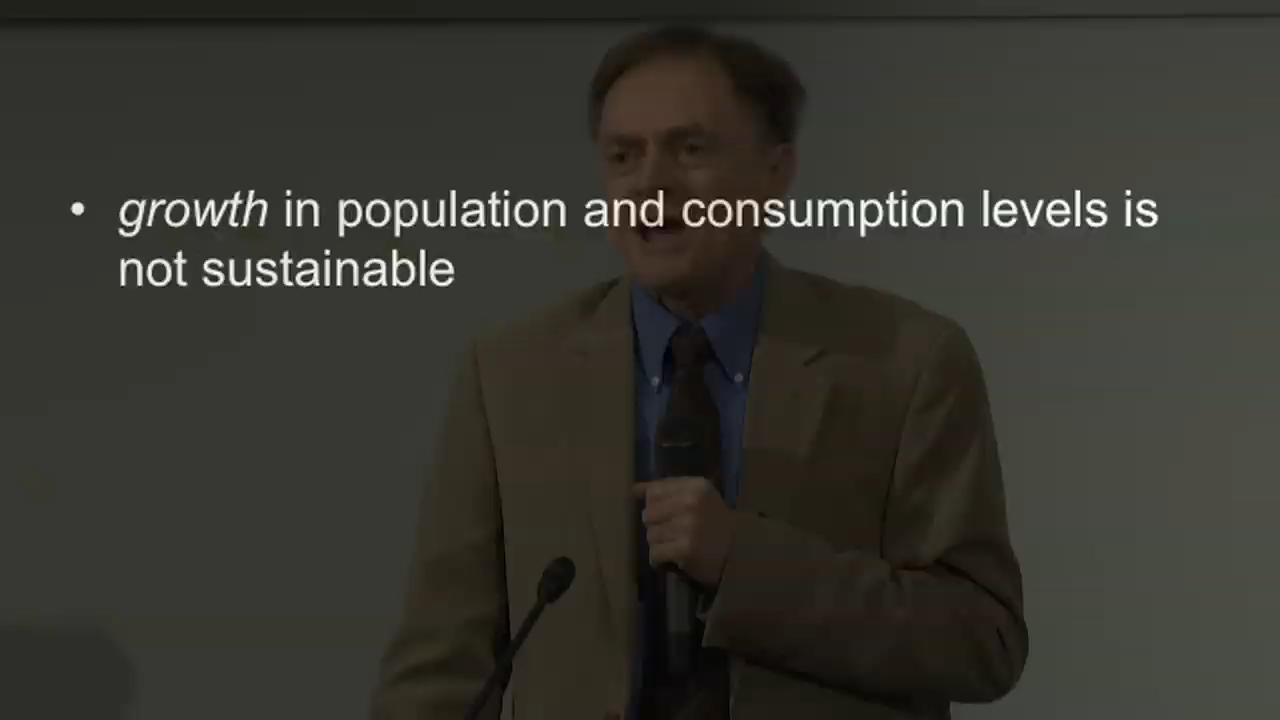 • growth in population and consumption levels is
not sustainable